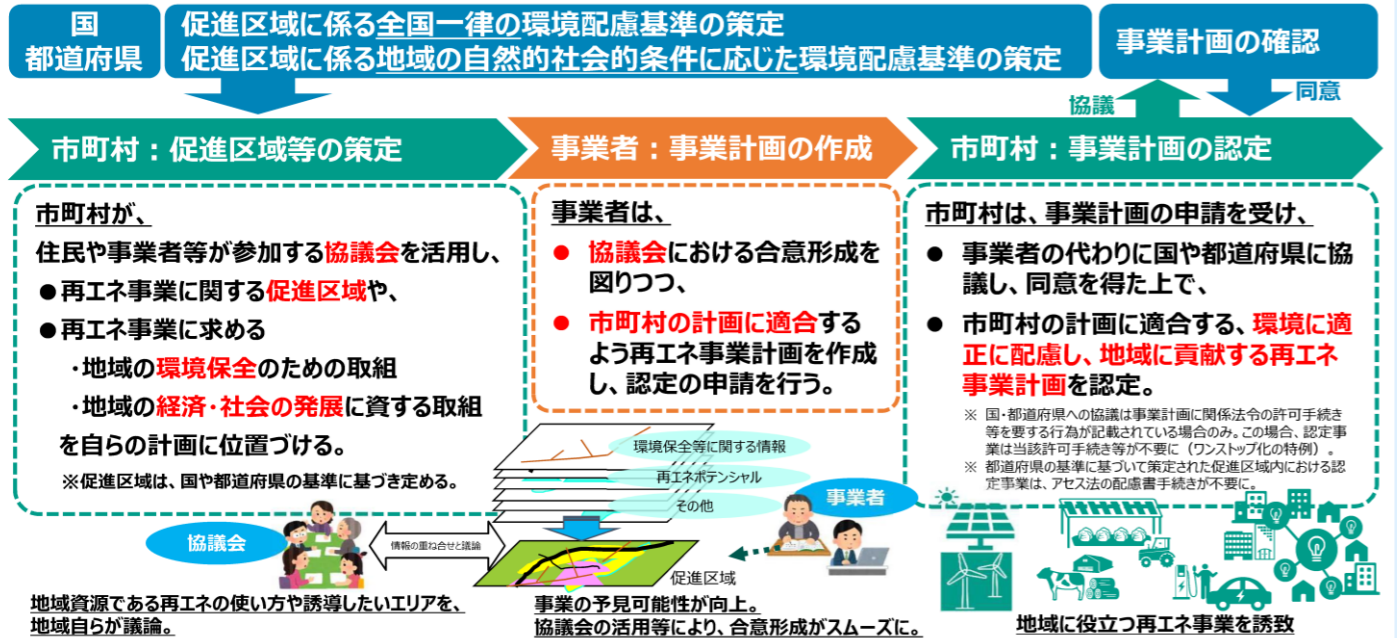 国
都道府県
促進区域に係る全国一律の環境配慮基準の策定
促進区域に係る地域の自然的社会的条件に応じた環境配慮基準の策定
事業計画の確認
協議
同意
市町村：促進区域等の策定
事業者：事業計画の作成
市町村：事業計画の認定
市町村が、
住民や事業者等が参加する協議会を活用し、
●再エネ事業に関する促進区域や、
●再エネ事業に求める
・地域の環境保全のための取組
・地域の経済・社会の発展に資する取組
を自らの計画に位置づける。
※促進区域は、国や都道府県の基準に基づき定める。
事業者は、
● 協議会における合意形成を
図りつつ、
● 市町村の計画に適合する
よう再エネ事業計画を作成
し、認定の申請を行う。
市町村は、事業計画の申請を受け、
● 事業者の代わりに国や都道府県に協
議し、同意を得た上で、
● 市町村の計画に適合する、環境に適
正に配慮し、地域に貢献する再エネ
事業計画を認定。
※ 国・都道府県への協議は事業計画に関係法令の許可手続き
等を要する行為が記載されている場合のみ。この場合、認定事
業は当該許可手続き等が不要に（ワンストップ化の特例）。
※ 都道府県の基準に基づいて策定された促進区域内における認
定事業は、アセス法の配慮書手続きが不要に。
環境保全等に関する情報
再エネポテンシャル
その他
事業者
協議会
情報の重ね合せと議論
促進区域
地域資源である再エネの使い方や誘導したいエリアを、
地域自らが議論。
事業の予見可能性が向上。
協議会の活用等により、合意形成がスムーズに。
地域に役立つ再エネ事業を誘致